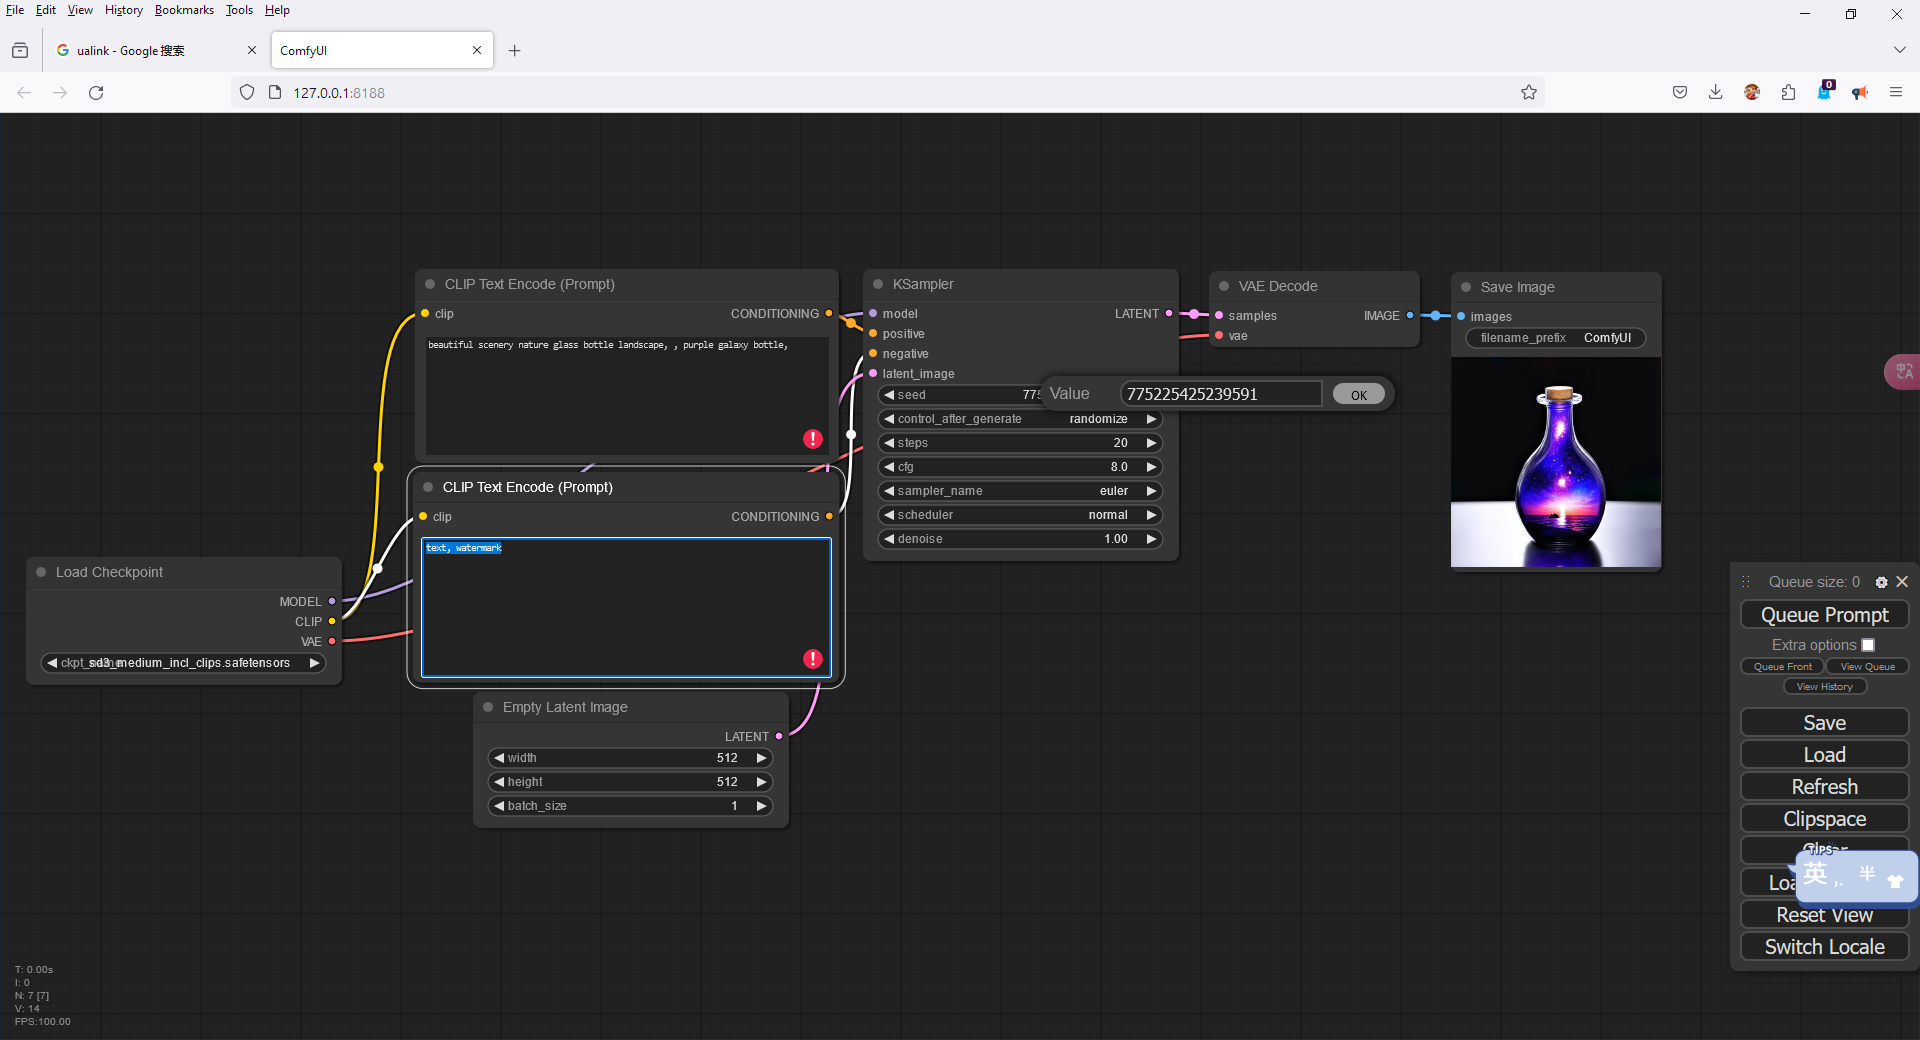 File Edit View History Bookmarks Tools Help
ualink - Google 搜索
ComfyUI
127.0.0.1:8188
0
CLIP Text Encode (Prompt)
clip
CONDITIONING
beautiful scenery nature glass bottle landscape, , purple galaxy bottle,
CLIP Text Encode (Prompt)
clip
CONDITIONING
text, watermark
Load Checkpoint
MODEL
CLIP
VAE
sd3_medium_incl_clips.safetensors
Empty Latent Image
LATENT
width 512
height 512
batch_size 1
KSampler
model
LATENT
positive
negative
latent_image
seed 775
Value 775225425239591 OK
control_after_generate randomize
steps 20
cfg 8.0
sampler_name euler
scheduler normal
denoise 1.00
VAE Decode
samples
IMAGE
vae
Save Image
images
filename_prefix ComfyUI
Queue size: 0
Queue Prompt
Extra options
Queue Front View Queue
View History
Save
Load
Refresh
Clipspace
TIPS
英 ,. 半
Reset View
Switch Locale
T: 0.00s
I: 0
N: 7 [7]
V: 14
FPS:100.00